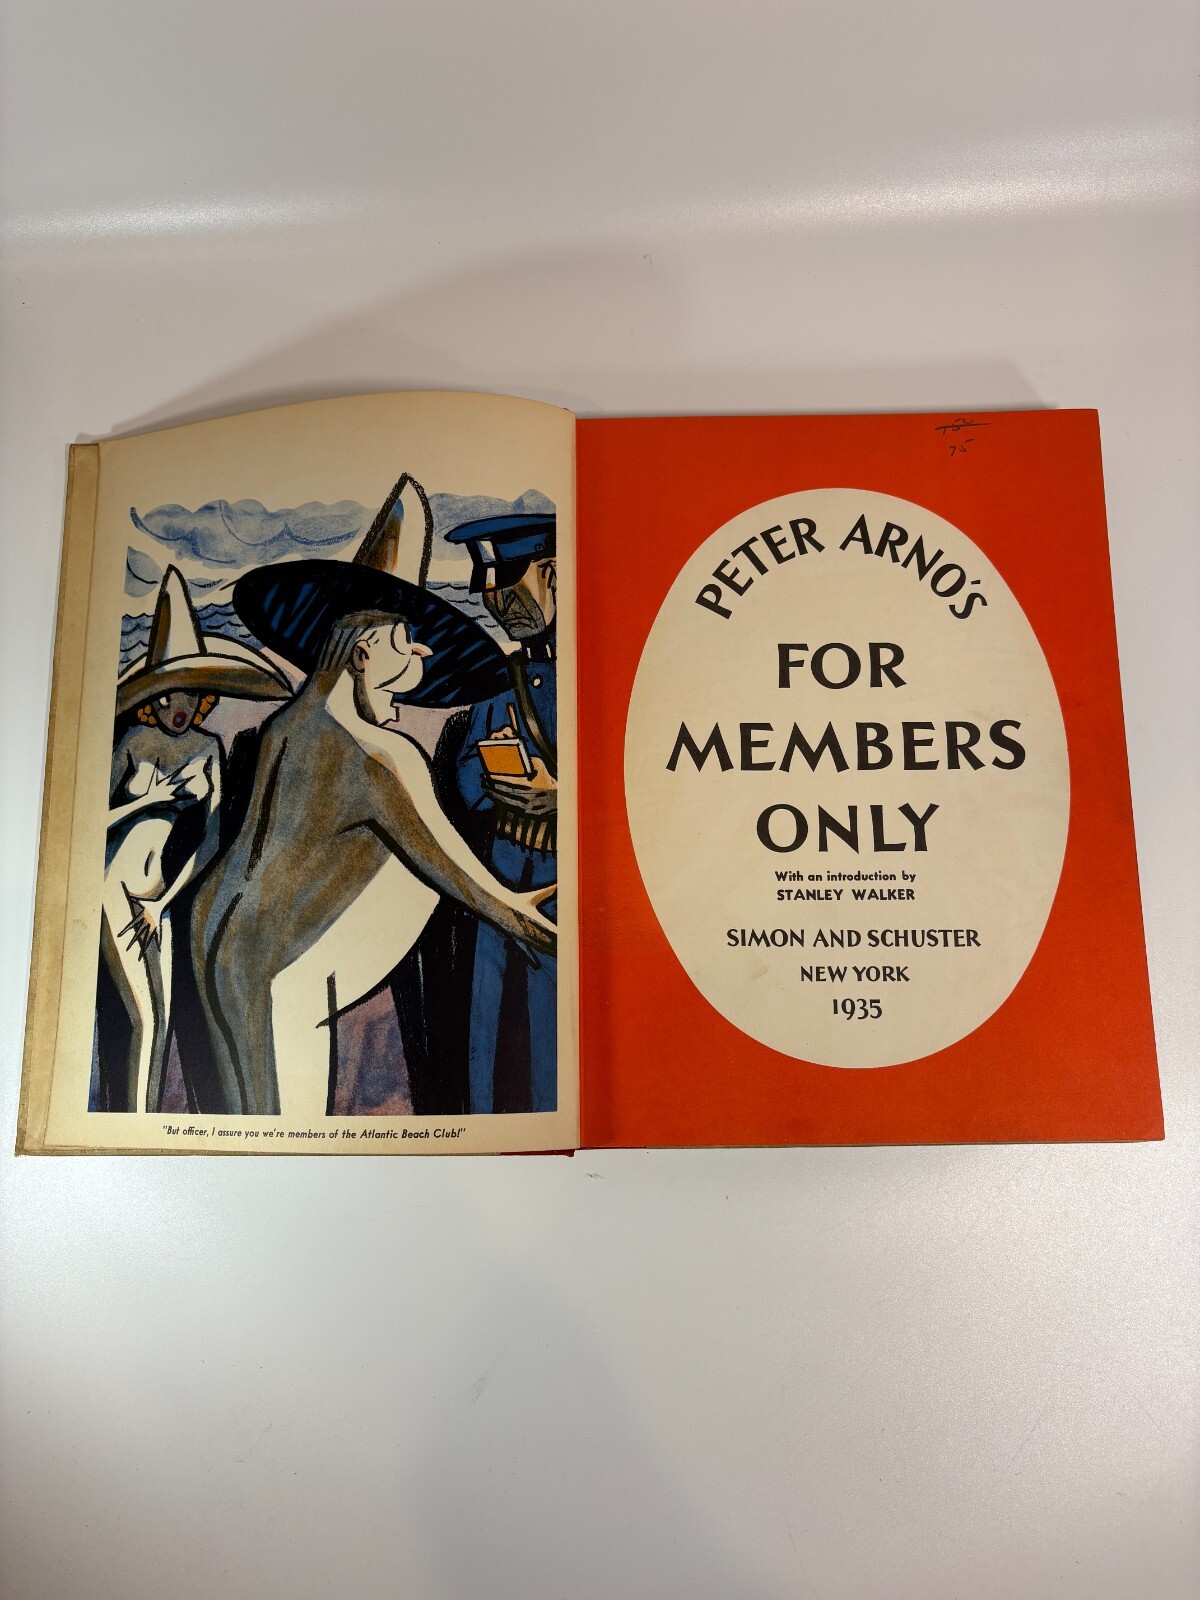 "But officer, I assure you we're members of the Atlantic Beach Club!"
75
PETER ARNO'S
FOR
MEMBERS
ONLY
With an introduction by
STANLEY WALKER
SIMON AND SCHUSTER
NEW YORK
1935